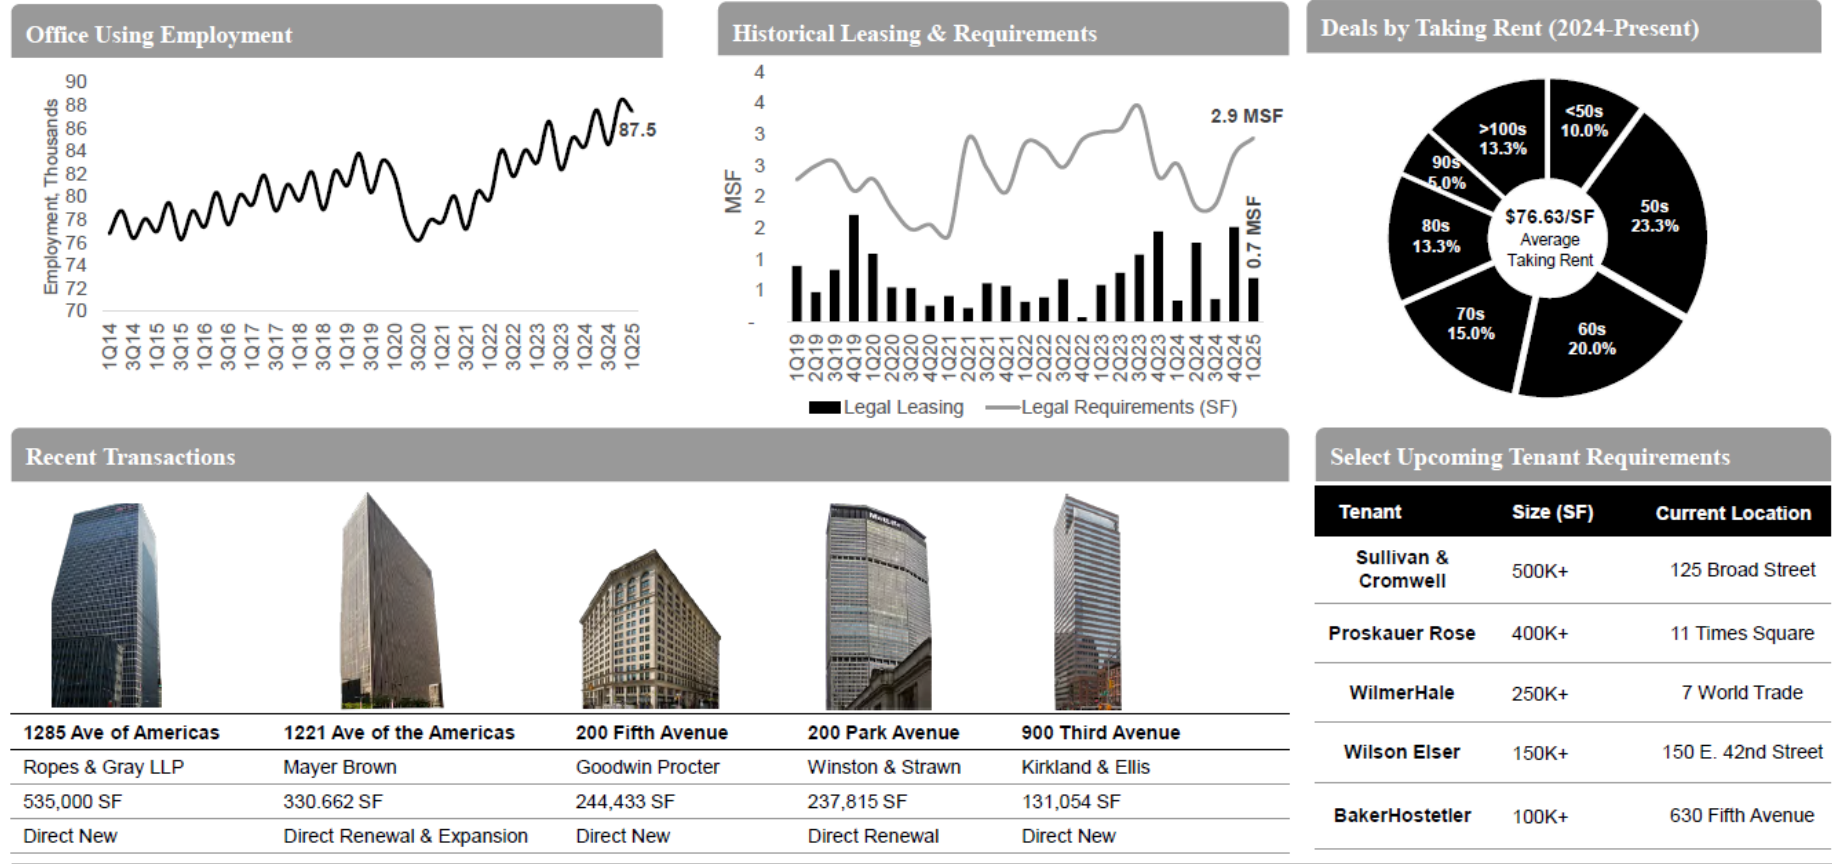 Office Using Employment
Employment, Thousands
90
88
86
84
82
80
78
76
74
72
70
87.5
1Q14
3Q14
1Q15
3Q15
1Q16
3Q16
1Q17
3Q17
1Q18
3Q18
1Q19
3Q19
1Q20
3Q20
1Q21
3Q21
1Q22
3Q22
1Q23
3Q23
1Q24
3Q24
1Q25
Historical Leasing & Requirements
MSF
4
4
3
3
2
2
1
1
-
2.9 MSF
0.7 MSF
1Q19
2Q19
3Q19
4Q19
1Q20
2Q20
3Q20
4Q20
1Q21
2Q21
3Q21
4Q21
1Q22
2Q22
3Q22
4Q22
1Q23
2Q23
3Q23
4Q23
1Q24
2Q24
3Q24
4Q24
1Q25
Legal Leasing
Legal Requirements (SF)
Deals by Taking Rent (2024-Present)
<50s
10.0%
50s
23.3%
60s
20.0%
70s
15.0%
80s
13.3%
90s
5.0%
>100s
13.3%
$76.63/SF
Average
Taking Rent
Recent Transactions
MetLife
1285 Ave of Americas
Ropes & Gray LLP
535,000 SF
Direct New
1221 Ave of the Americas
Mayer Brown
330.662 SF
Direct Renewal & Expansion
200 Fifth Avenue
Goodwin Procter
244,433 SF
Direct New
200 Park Avenue
Winston & Strawn
237,815 SF
Direct Renewal
900 Third Avenue
Kirkland & Ellis
131,054 SF
Direct New
Select Upcoming Tenant Requirements
Tenant Size (SF) Current Location
Sullivan &
Cromwell 500K+ 125 Broad Street
Proskauer Rose 400K+ 11 Times Square
WilmerHale 250K+ 7 World Trade
Wilson Elser 150K+ 150 E. 42nd Street
BakerHostetler 100K+ 630 Fifth Avenue